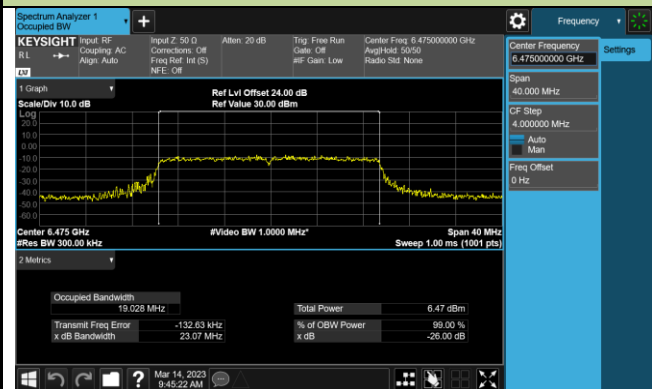 Spectrum Analyzer 1
Occupied BW
Frequency
KEYSIGHT
RL
Input: RF
Coupling: AC
Align: Auto
Input Z: 50 Ω
Corrections: Off
Freq Ref: Int (S)
NFE: Off
Atten: 20 dB
Trig: Free Run
Gate: Off
#IF Gain: Low
Center Freq: 6.475000000 GHz
Avg|Hold: 50/50
Radio Std: None
Center Frequency
6.475000000 GHz
Settings
Span
40.000 MHz
CF Step
4.000000 MHz
Auto
Man
Freq Offset
0 Hz
1 Graph
Scale/Div 10.0 dB
Ref Lvl Offset 24.00 dB
Ref Value 30.00 dBm
Log
20.0
10.0
0.00
-10.0
-20.0
-30.0
-40.0
-50.0
-60.0
Center 6.475 GHz
#Res BW 300.00 kHz
#Video BW 1.0000 MHz*
Span 40 MHz
Sweep 1.00 ms (1001 pts)
2 Metrics
Occupied Bandwidth
19.028 MHz
Total Power 6.47 dBm
Transmit Freq Error -132.63 kHz
% of OBW Power 99.00 %
x dB Bandwidth 23.07 MHz
x dB -26.00 dB
?
Mar 14, 2023
9:45:22 AM